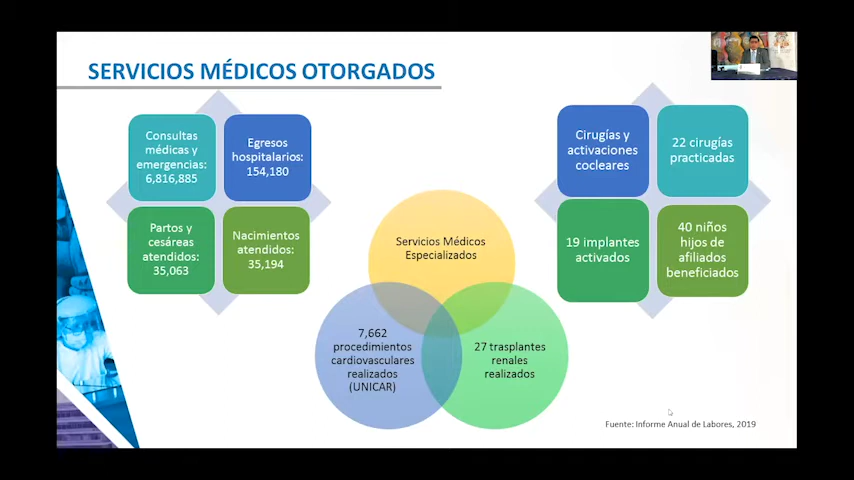 SERVICIOS MÉDICOS OTORGADOS
Consultas
médicas y
emergencias:
6,816,885
Egresos
hospitalarios:
154,180
Partos y
cesáreas
atendidos:
35,063
Nacimientos
atendidos:
35,194
Servicios Médicos
Especializados
7,662
procedimientos
cardiovasculares
realizados
(UNICAR)
27 trasplantes
renales
realizados
Cirugías y
activaciones
cocleares
22 cirugías
practicadas
19 implantes
activados
40 niños
hijos de
afiliados
beneficiados
Fuente: Informe Anual de Labores, 2019